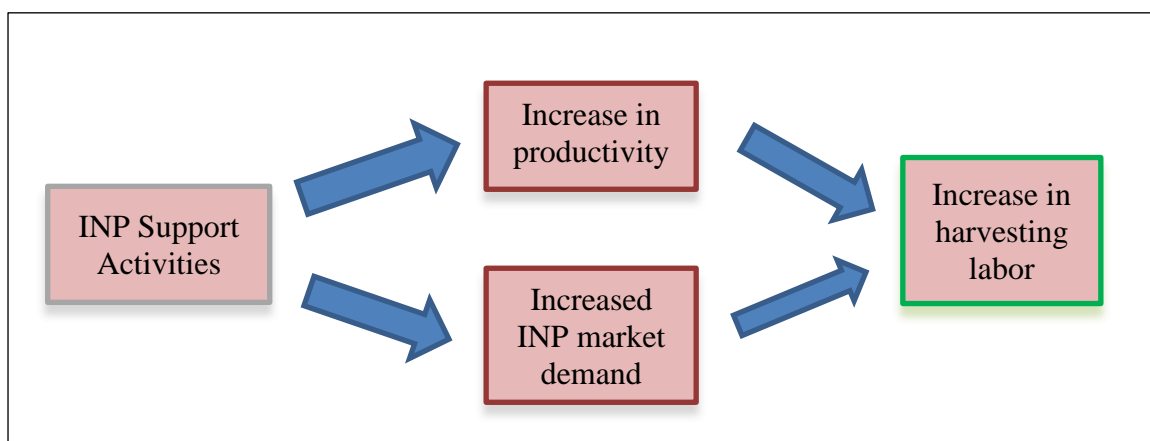 INP Support
Activities
Increase in
productivity
Increased
INP market
demand
Increase in
harvesting
labor